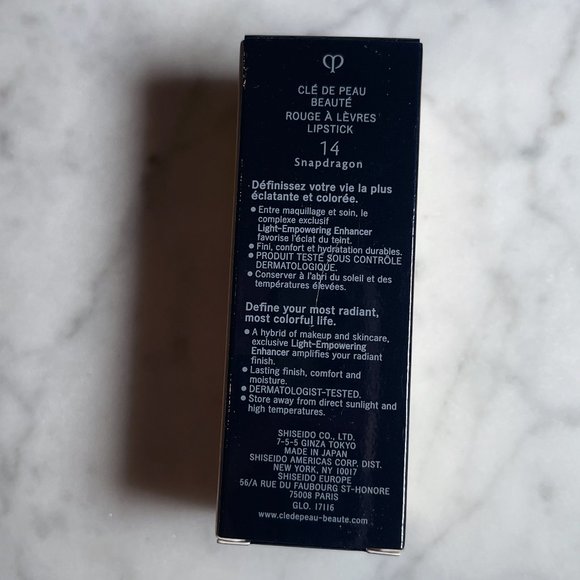 CLÉ DE PEAU
BEAUTÉ
ROUGE À LÈVRES
LIPSTICK
14
Snapdragon
Définissez votre vie la plus
éclatante et colorée.
● Entre maquillage et soin, le
complexe exclusif
Light-Empowering Enhancer
favorise l'éclat du teint.
● Fini, confort et hydratation durables.
● PRODUIT TESTÉ SOUS CONTRÔLE
DERMATOLOGIQUE.
● Conserver à l'abri du soleil et des
températures élevées.
Define your most radiant,
most colorful life.
● A hybrid of makeup and skincare,
exclusive Light-Empowering
Enhancer amplifies your radiant
finish.
● Lasting finish, comfort and
moisture.
● DERMATOLOGIST-TESTED.
● Store away from direct sunlight and
high temperatures.
SHISEIDO CO., LTD.
7-5-5 GINZA TOKYO
MADE IN JAPAN
SHISEIDO AMERICAS CORP. DIST.
NEW YORK, NY 10017
SHISEIDO EUROPE
56/A RUE DU FAUBOURG ST-HONORE
75008 PARIS
GLO. 17116
www.cledepeau-beaute.com